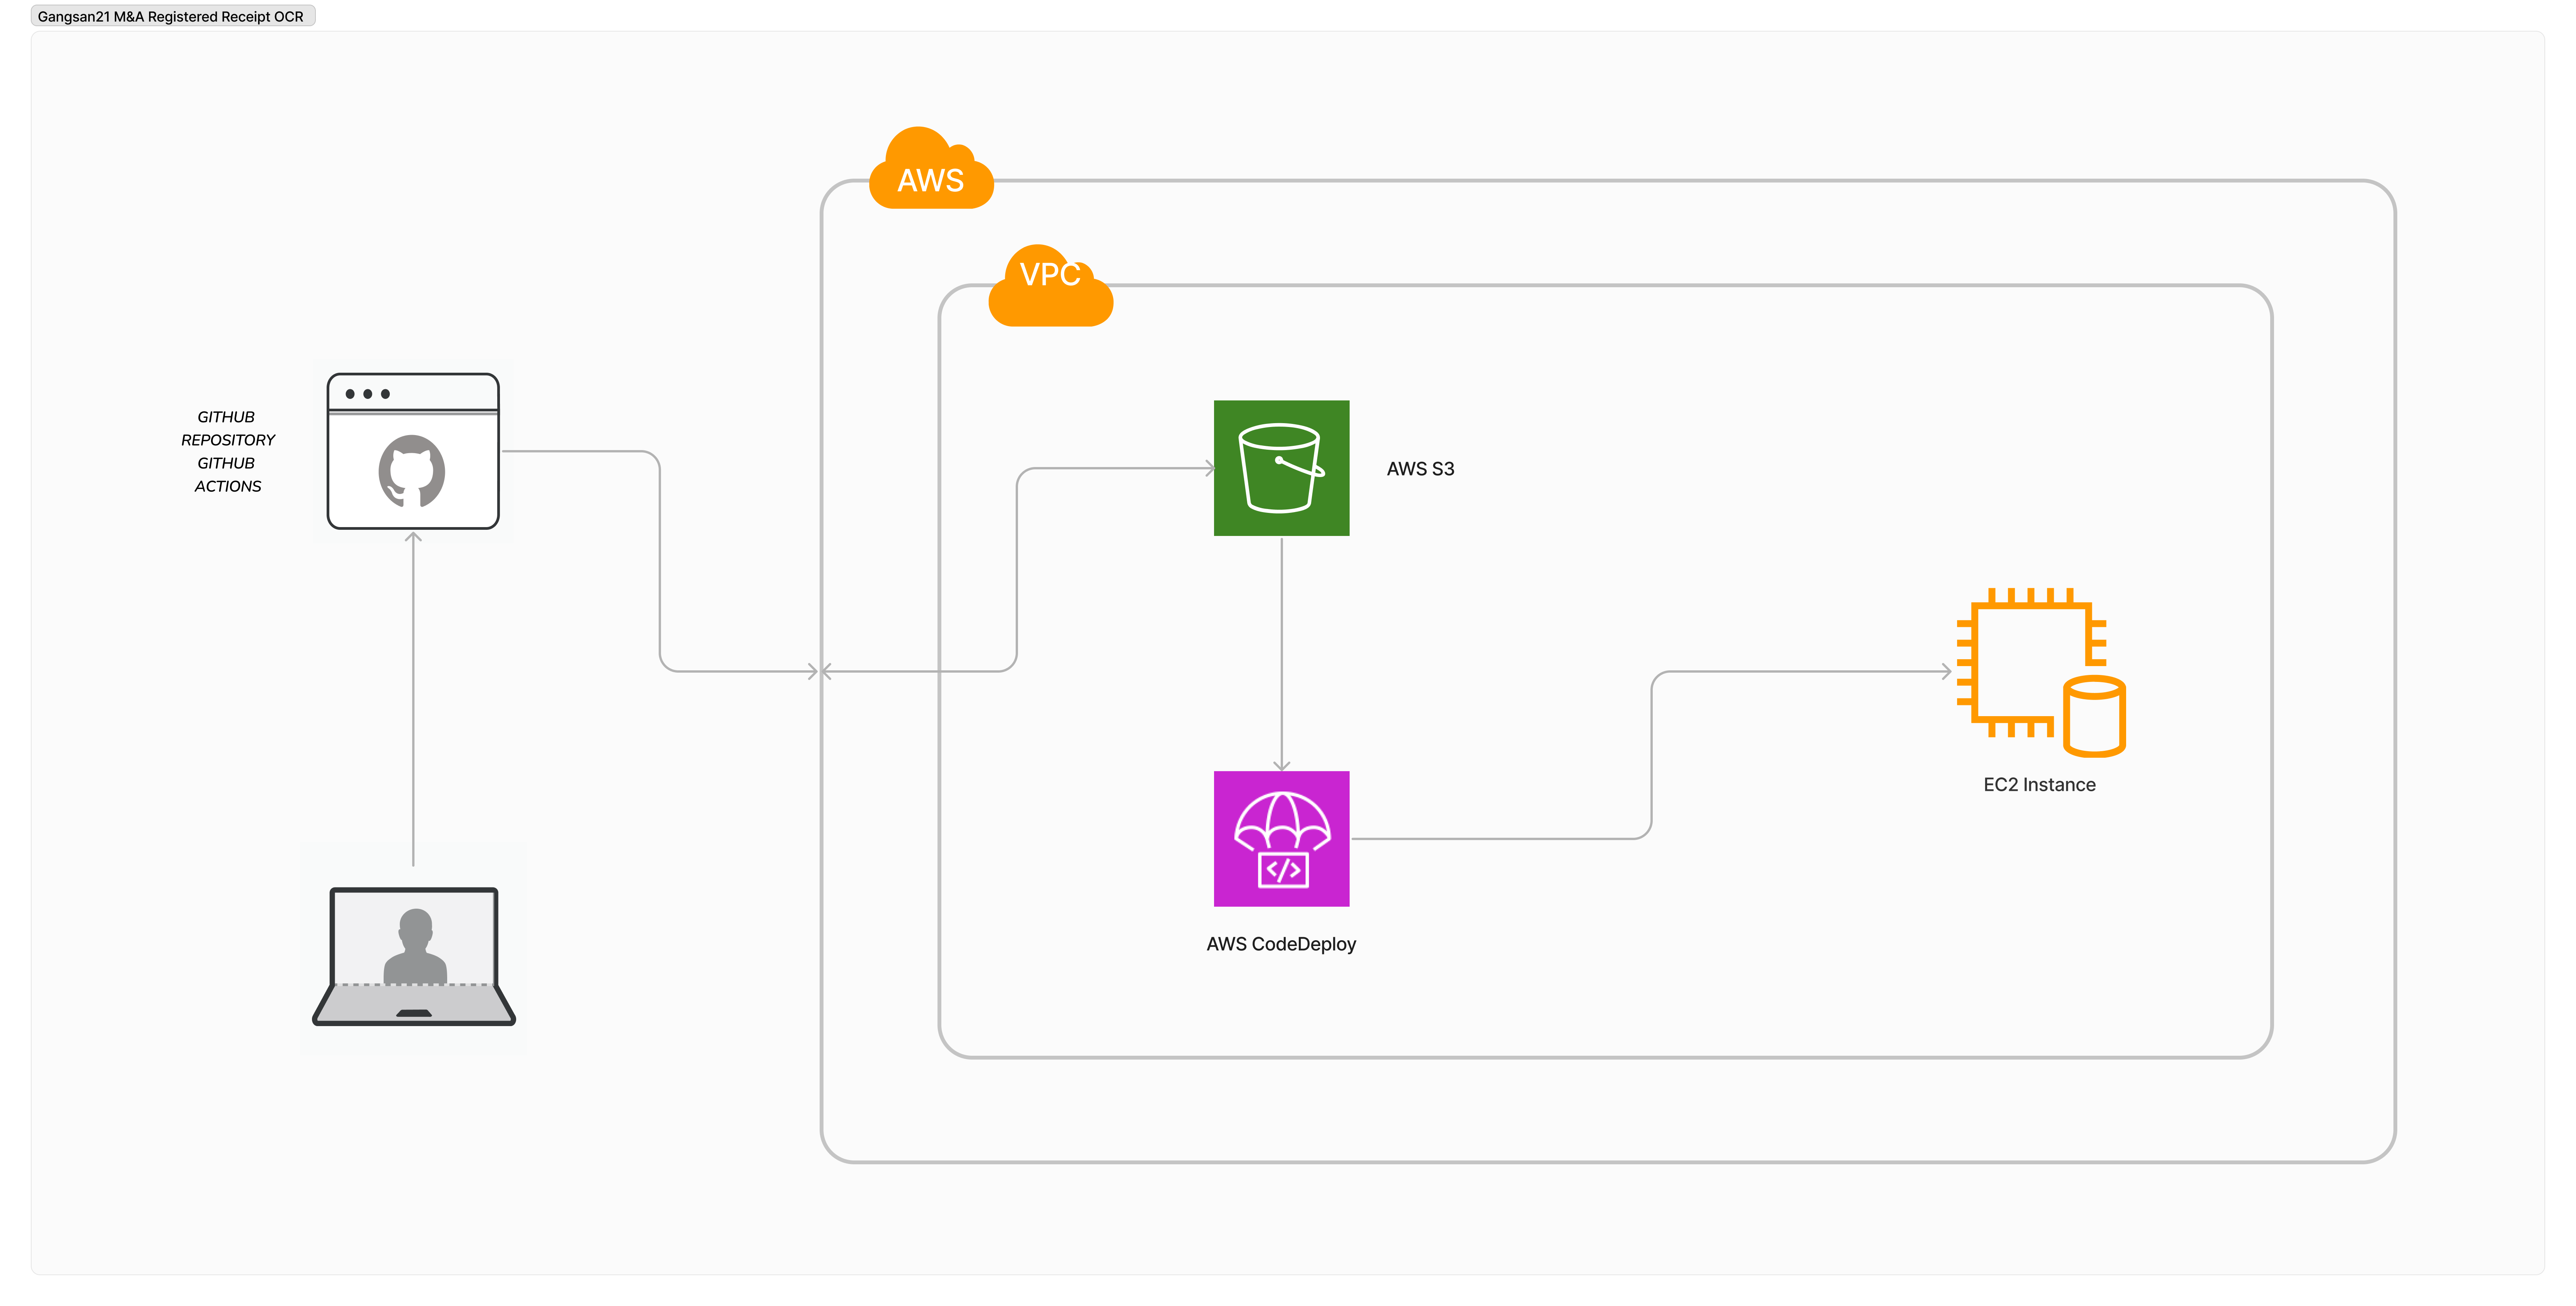 Gangsan21 M&A Registered Receipt OCR
AWS
VPC
GITHUB
REPOSITORY
GITHUB
ACTIONS
AWS S3
EC2 Instance
</>
AWS CodeDeploy